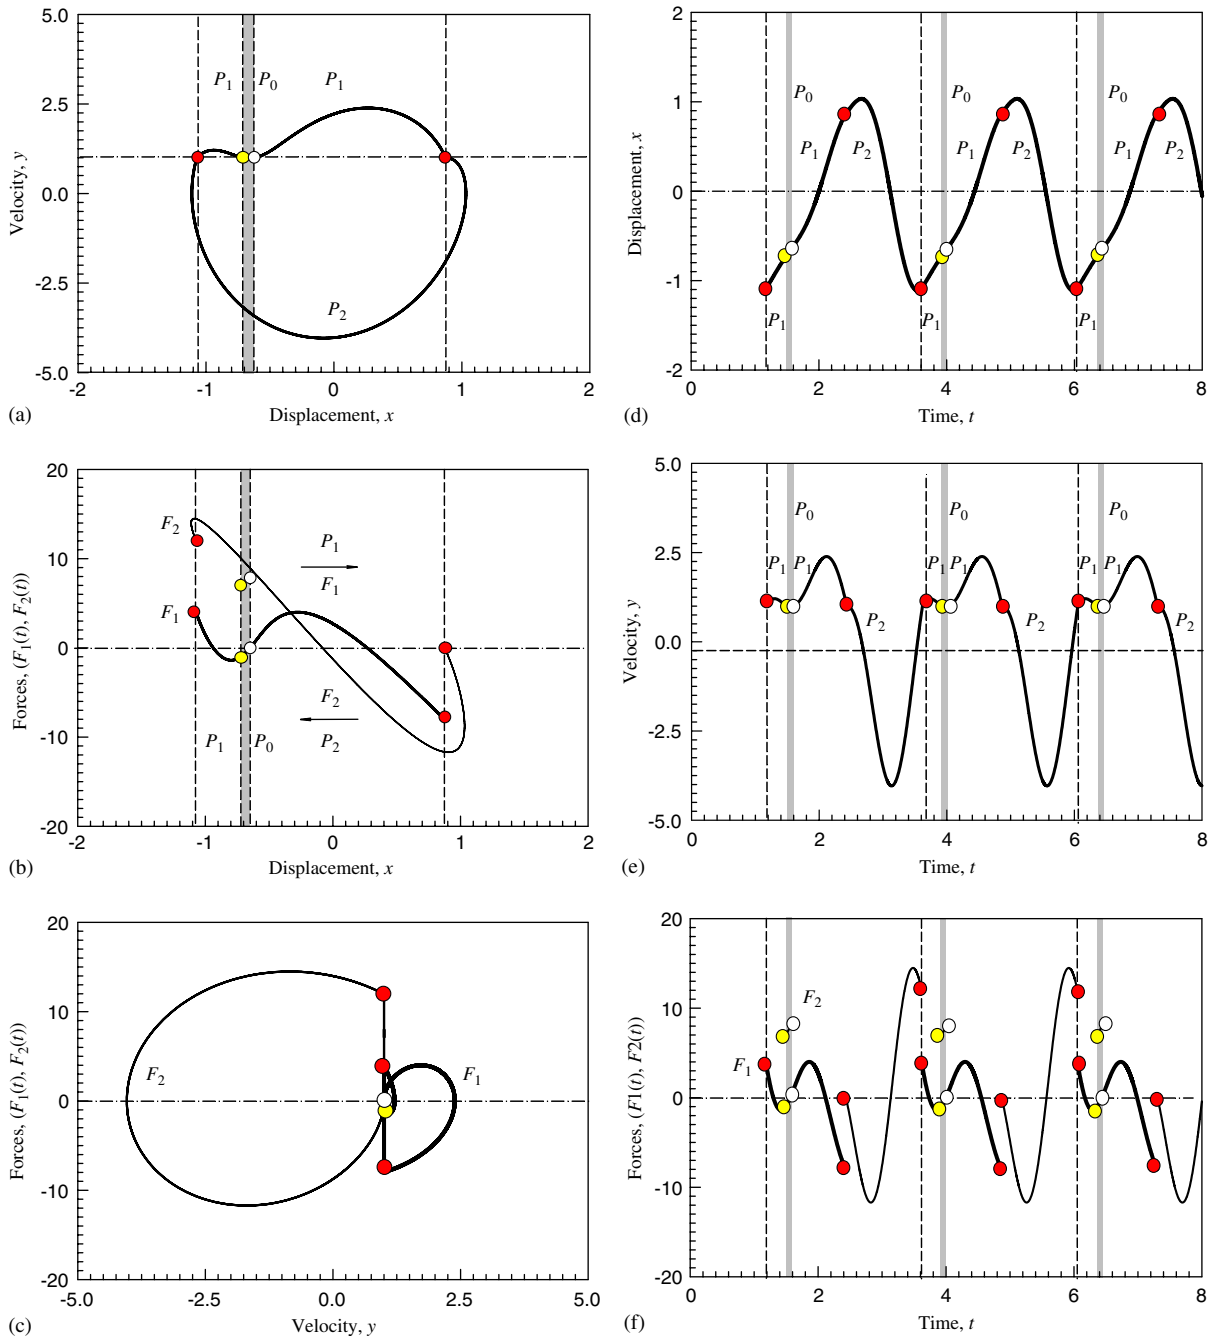 5.0
2.5
0.0
-2.5
-5.0
Velocity, y
P1
P0
P1
P2
-2
-1
0
1
2
Displacement, x
(a)
2
1
0
-1
-2
Displacement, x
P0
P0
P0
P1
P2
P1
P2
P1
P2
P1
P1
P1
0
2
4
6
8
Time, t
(d)
20
10
0
-10
-20
Forces, (F1(t), F2(t))
F2
F1
P1
F1
F2
P2
P1
P0
-2
-1
0
1
2
Displacement, x
(b)
5.0
2.5
0.0
-2.5
-5.0
Velocity, y
P0
P0
P0
P1
P1
P1
P1
P1
P1
P2
P2
P2
0
2
4
6
8
Time, t
(e)
20
10
0
-10
-20
Forces, (F1(t), F2(t))
F2
F1
-5.0
-2.5
0.0
2.5
5.0
Velocity, y
(c)
20
10
0
-10
-20
Forces, (F1(t), F2(t))
F2
F1
0
2
4
6
8
Time, t
(f)